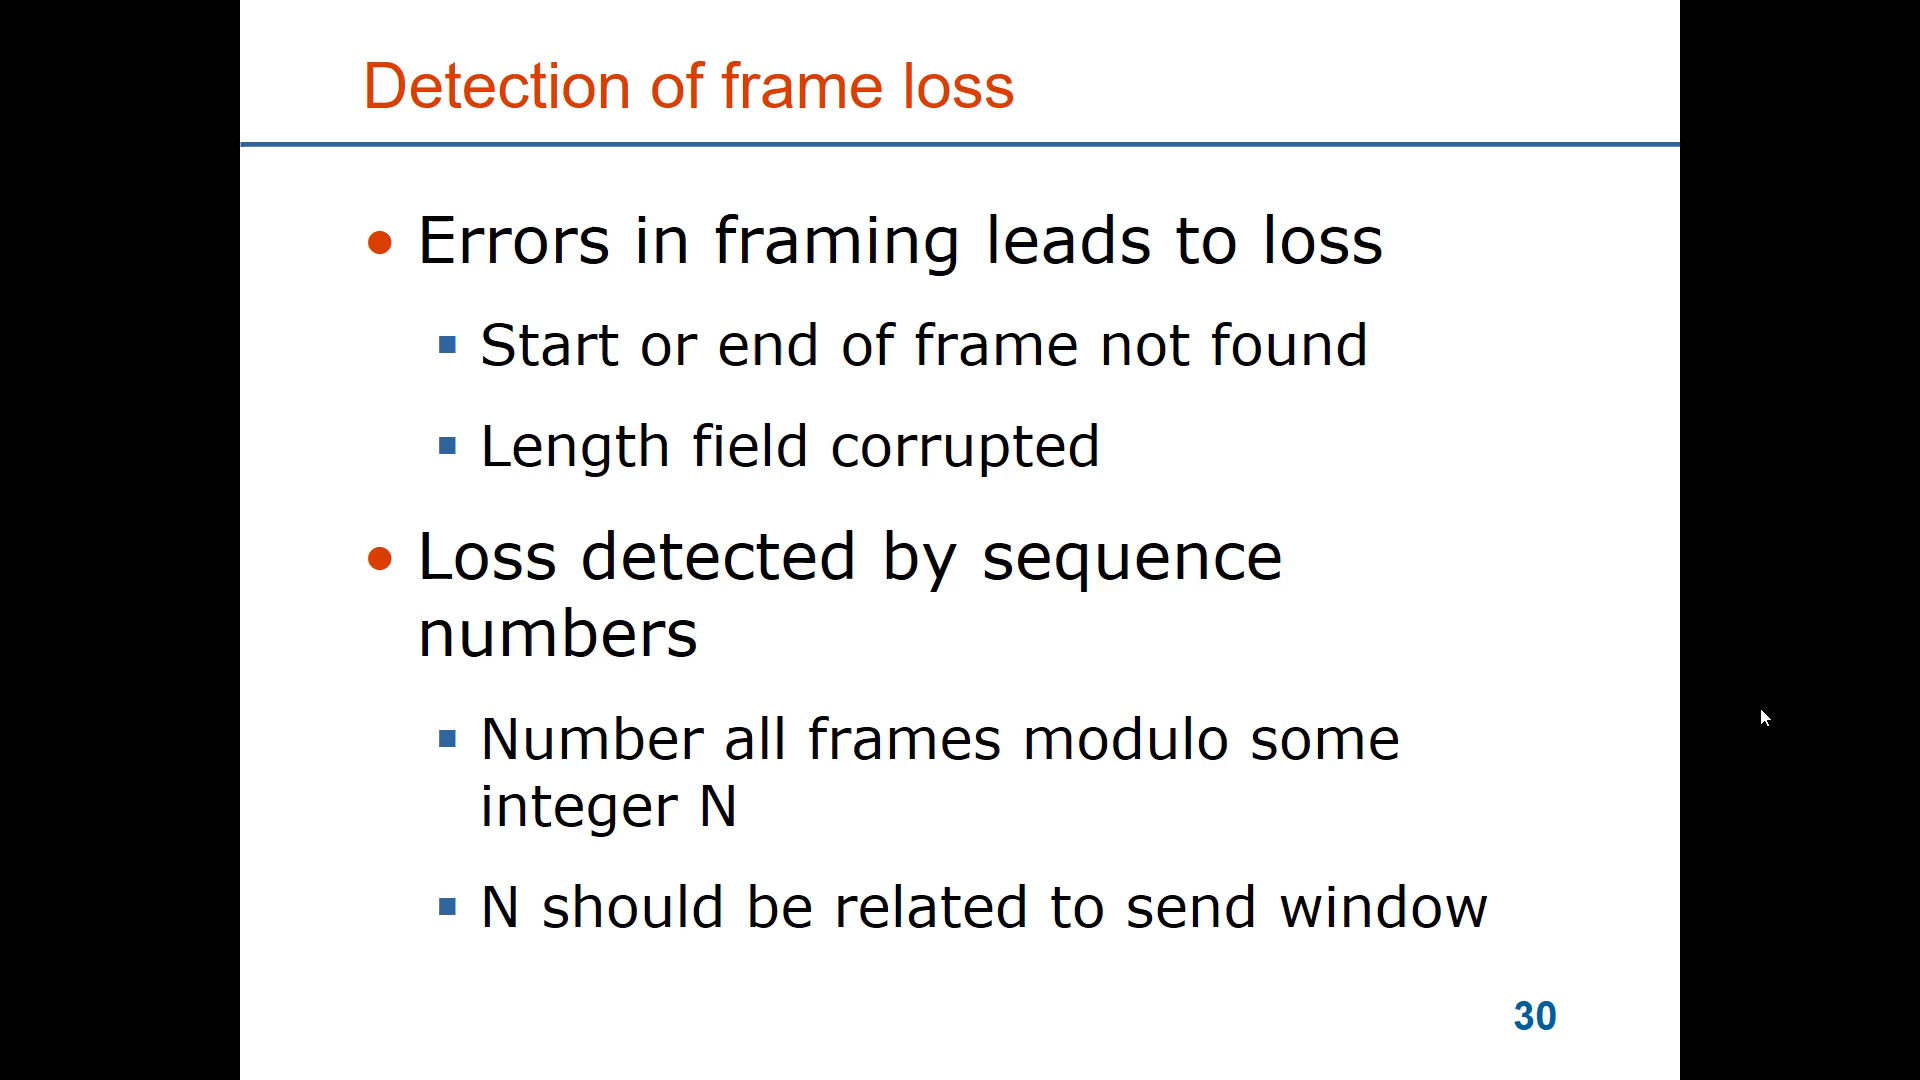 Detection of frame loss
• Errors in framing leads to loss
▪ Start or end of frame not found
▪ Length field corrupted
• Loss detected by sequence
numbers
▪ Number all frames modulo some
integer N
▪ N should be related to send window
30